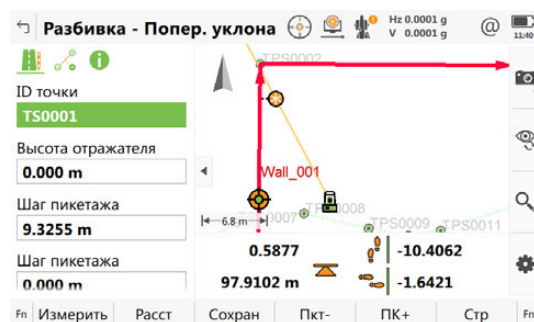 Разбивка - Попер. уклона
Hz 0.0001 g
V 0.0001 g
@
11:40
ID точки
TS0001
Высота отражателя
0.000 m
Шаг пикетажа
9.3255 m
Шаг пикетажа
0.000 m
TPS0002
Wall_001
6.8 m
0007
TPS0008
TPS0009
TPS0011
0.5877
-10.4062
97.9102 m
-1.6421
Fn Измерить Расст Сохран Пкт- ПК+ Стр Fn